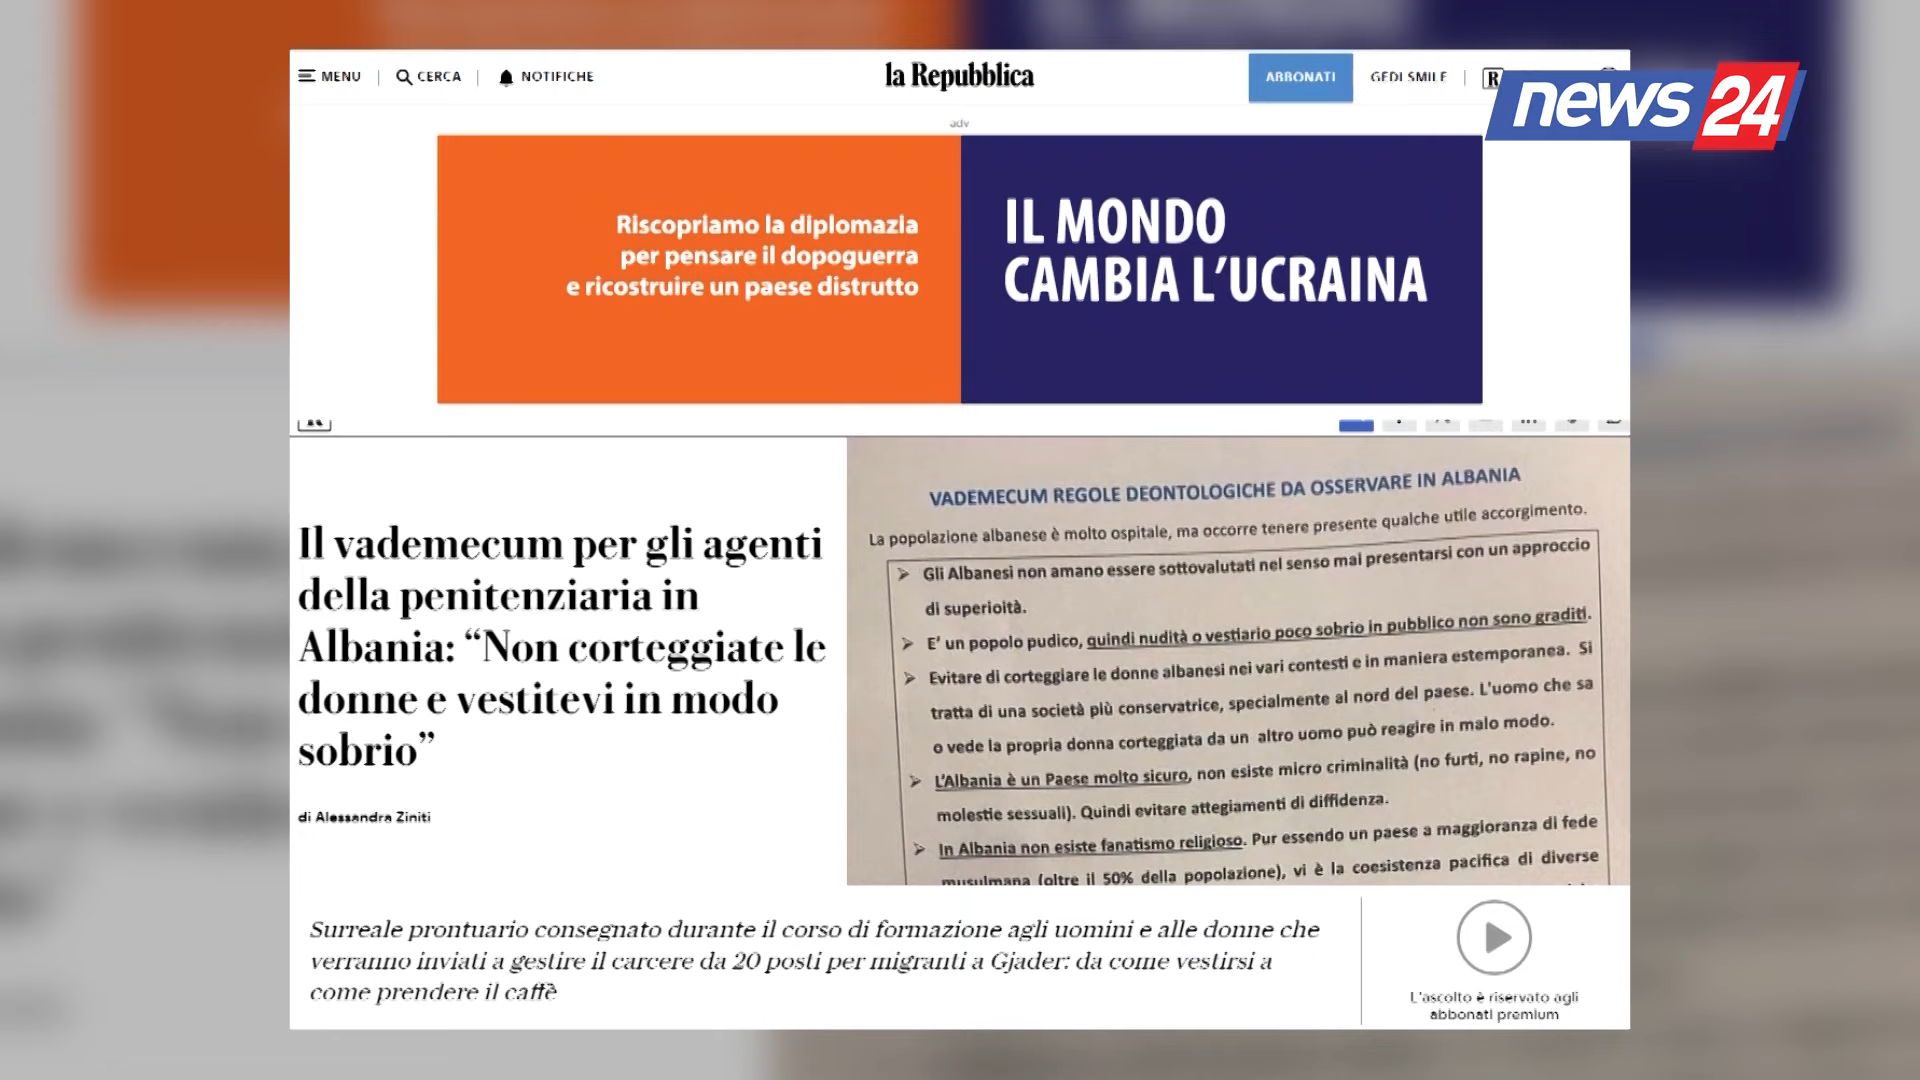 MENU
CERCA
NOTIFICHE
la Repubblica
ABBONATI
GEDI SMILE
R
news 24
adv
Riscopriamo la diplomazia
per pensare il dopoguerra
e ricostruire un paese distrutto
IL MONDO
CAMBIA L'UCRAINA
Il vademecum per gli agenti
della penitenziaria in
Albania: “Non corteggiate le
donne e vestitevi in modo
sobrio”
di Alessandra Ziniti
VADEMECUM REGOLE DEONTOLOGICHE DA OSSERVARE IN ALBANIA
La popolazione albanese è molto ospitale, ma occorre tenere presente qualche utile accorgimento.
➢ Gli Albanesi non amano essere sottovalutati nel senso mai presentarsi con un approccio
di superioità.
➢ E' un popolo pudico, quindi nudità o vestiario poco sobrio in pubblico non sono graditi.
➢ Evitare di corteggiare le donne albanesi nei vari contesti e in maniera estemporanea. Si
tratta di una società più conservatrice, specialmente al nord del paese. L'uomo che sa
o vede la propria donna corteggiata da un altro uomo può reagire in malo modo.
➢ L'Albania è un Paese molto sicuro, non esiste micro criminalità (no furti, no rapine, no
molestie sessuali). Quindi evitare attegiamenti di diffidenza.
➢ In Albania non esiste fanatismo religioso. Pur essendo un paese a maggioranza di fede
musulmana (oltre il 50% della popolazione), vi è la coesistenza pacifica di diverse
Surreale prontuario consegnato durante il corso di formazione agli uomini e alle donne che
verranno inviati a gestire il carcere da 20 posti per migranti a Gjader: da come vestirsi a
come prendere il caffè
L'ascolto è riservato agli
abbonati premium